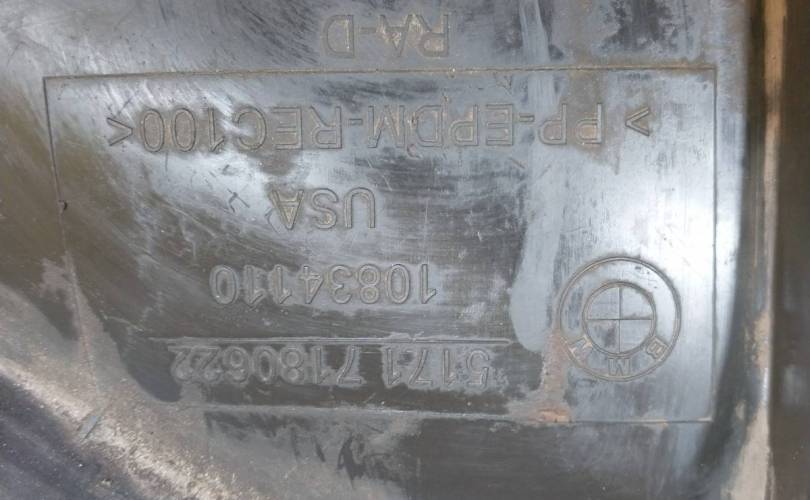 BMW
5171 7180622
10834110
USA
>PP-EPDM-REC100<
RA-D